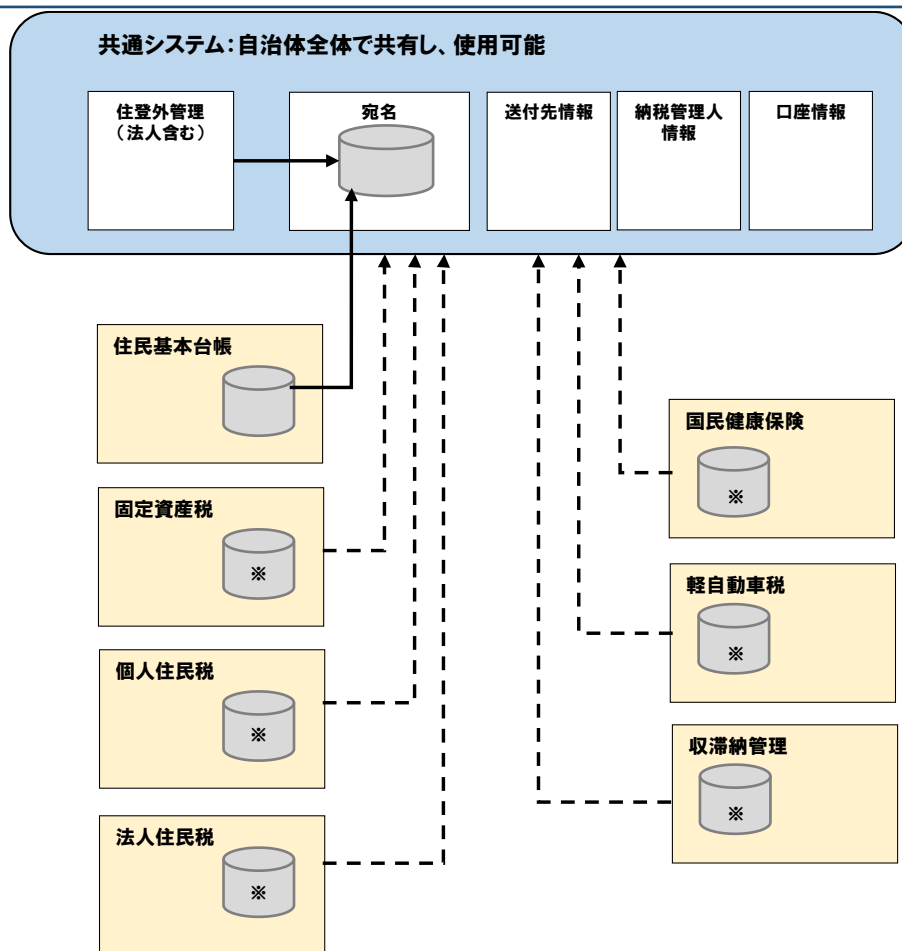 共通システム：自治体全体で共有し、使用可能
住登外管理
（法人含む）
宛名
送付先情報
納税管理人
情報
口座情報
住民基本台帳
固定資産税
※
個人住民税
※
法人住民税
※
国民健康保険
※
軽自動車税
※
収滞納管理
※